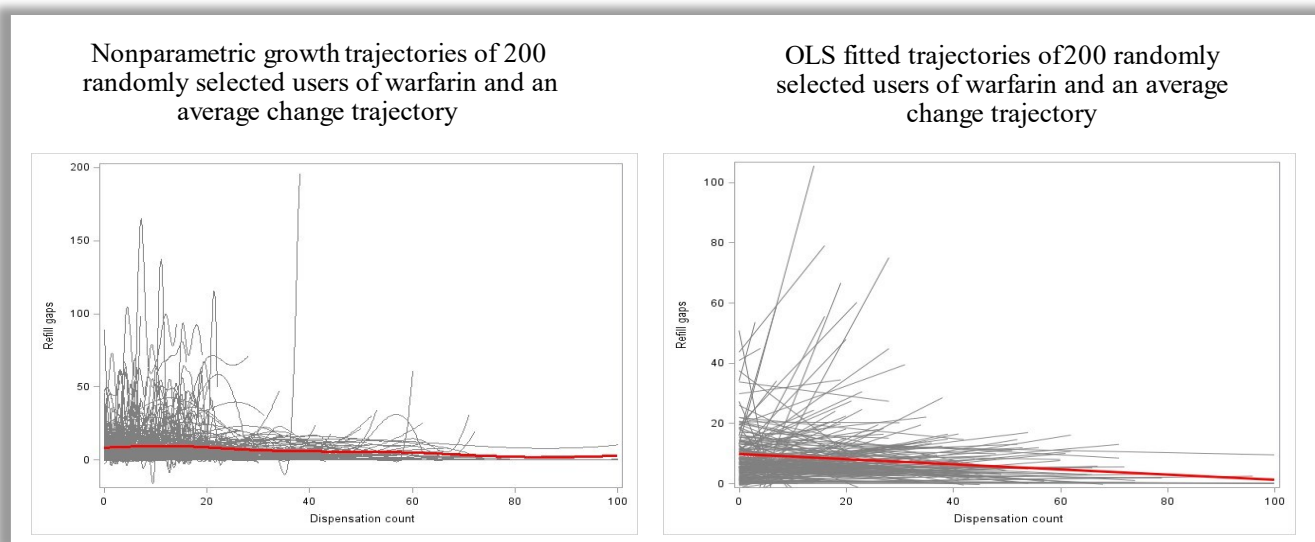 Nonparametric growth trajectories of 200
randomly selected users of warfarin and an
average change trajectory
200
150
100
50
0
Refill gaps
0 20 40 60 80 100
Dispensation count
OLS fitted trajectories of 200 randomly
selected users of warfarin and an average
change trajectory
100
80
60
40
20
0
Refill gaps
0 20 40 60 80 100
Dispensation count